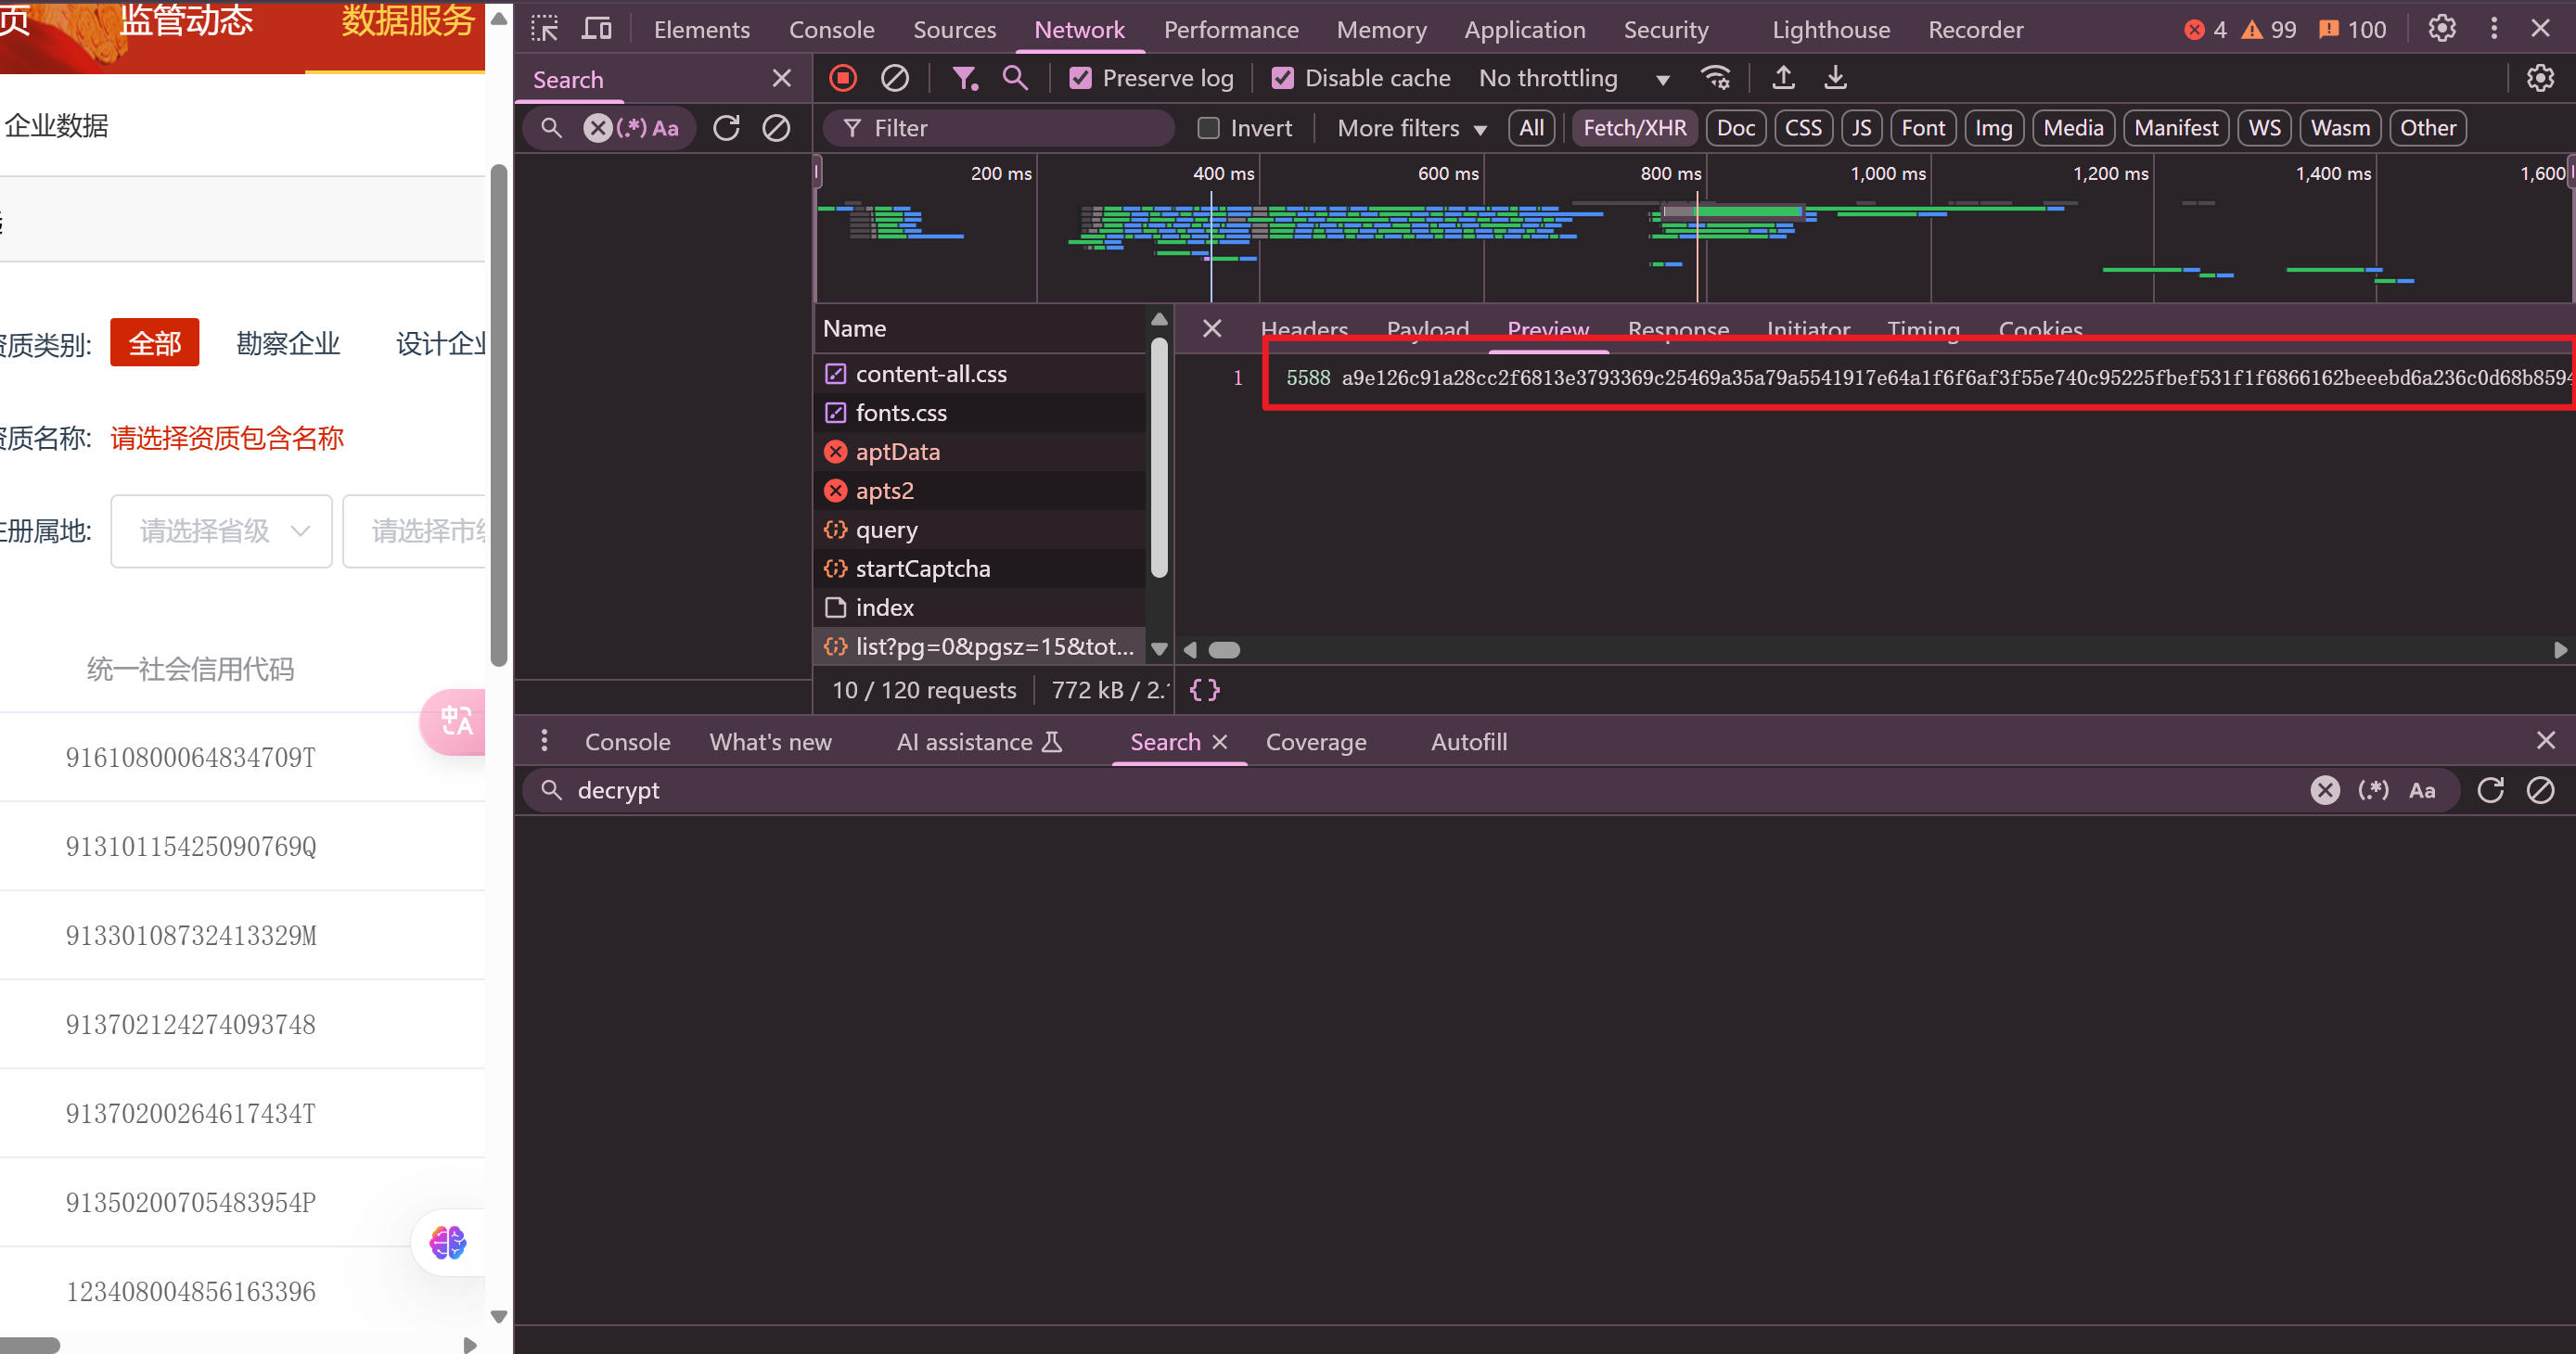 页
监管动态
数据服务
企业数据
资质类别:
全部
勘察企业
设计企业
资质名称:
请选择资质包含名称
注册属地:
请选择省级
请选择市级
统一社会信用代码
91610800064834709T
91310115425090769Q
91330108732413329M
913702124274093748
91370200264617434T
91350200705483954P
123408004856163396
Elements
Console
Sources
Network
Performance
Memory
Application
Security
Lighthouse
Recorder
4
99
100
Search
Preserve log
Disable cache
No throttling
(.*)
Aa
Filter
Invert
More filters
All
Fetch/XHR
Doc
CSS
JS
Font
Img
Media
Manifest
WS
Wasm
Other
200 ms
400 ms
600 ms
800 ms
1,000 ms
1,200 ms
1,400 ms
1,600
Name
Headers
Payload
Preview
Response
Initiator
Timing
Cookies
content-all.css
fonts.css
aptData
apts2
query
startCaptcha
index
list?pg=0&pgsz=15&tot...
1
5588 a9e126c91a28cc2f6813e3793369c25469a35a79a5541917e64a1f6f6af3f55e740c95225fbef531f1f6866162beeebd6a236c0d68b8594
10 / 120 requests
772 kB / 2.
{ }
Console
What's new
AI assistance
Search
Coverage
Autofill
decrypt
(.*)
Aa